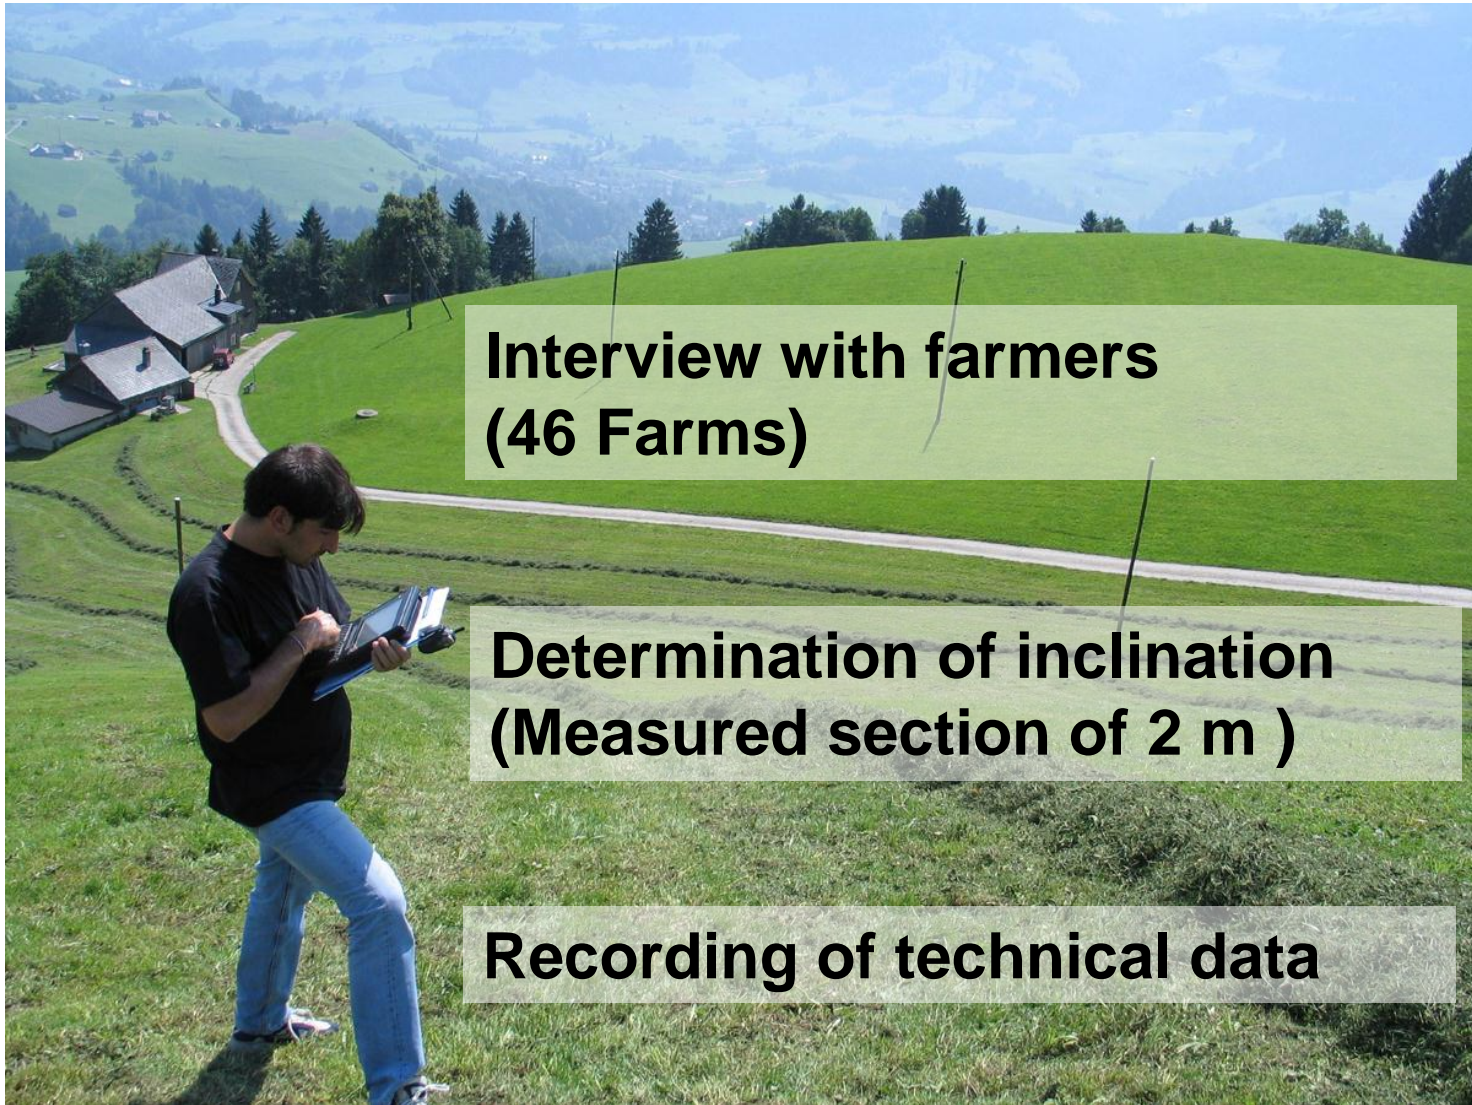 Interview with farmers
(46 Farms)
Determination of inclination
(Measured section of 2 m )
Recording of technical data